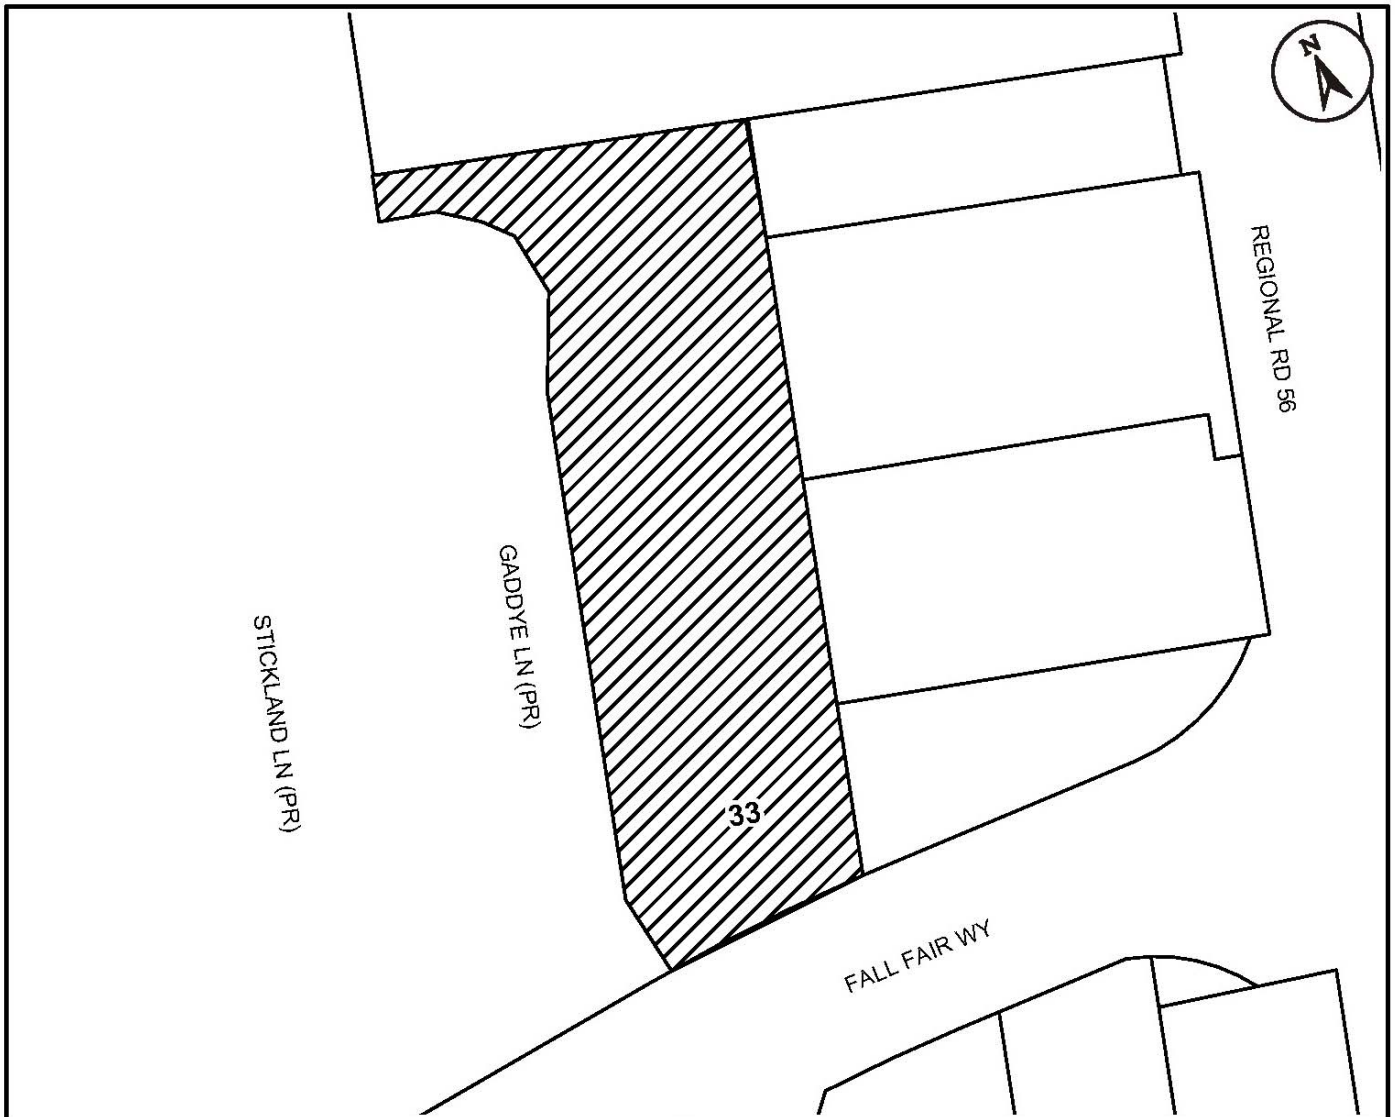 N
REGIONAL RD 56
GADDYE LN (PR)
STICKLAND LN (PR)
33
FALL FAIR WY